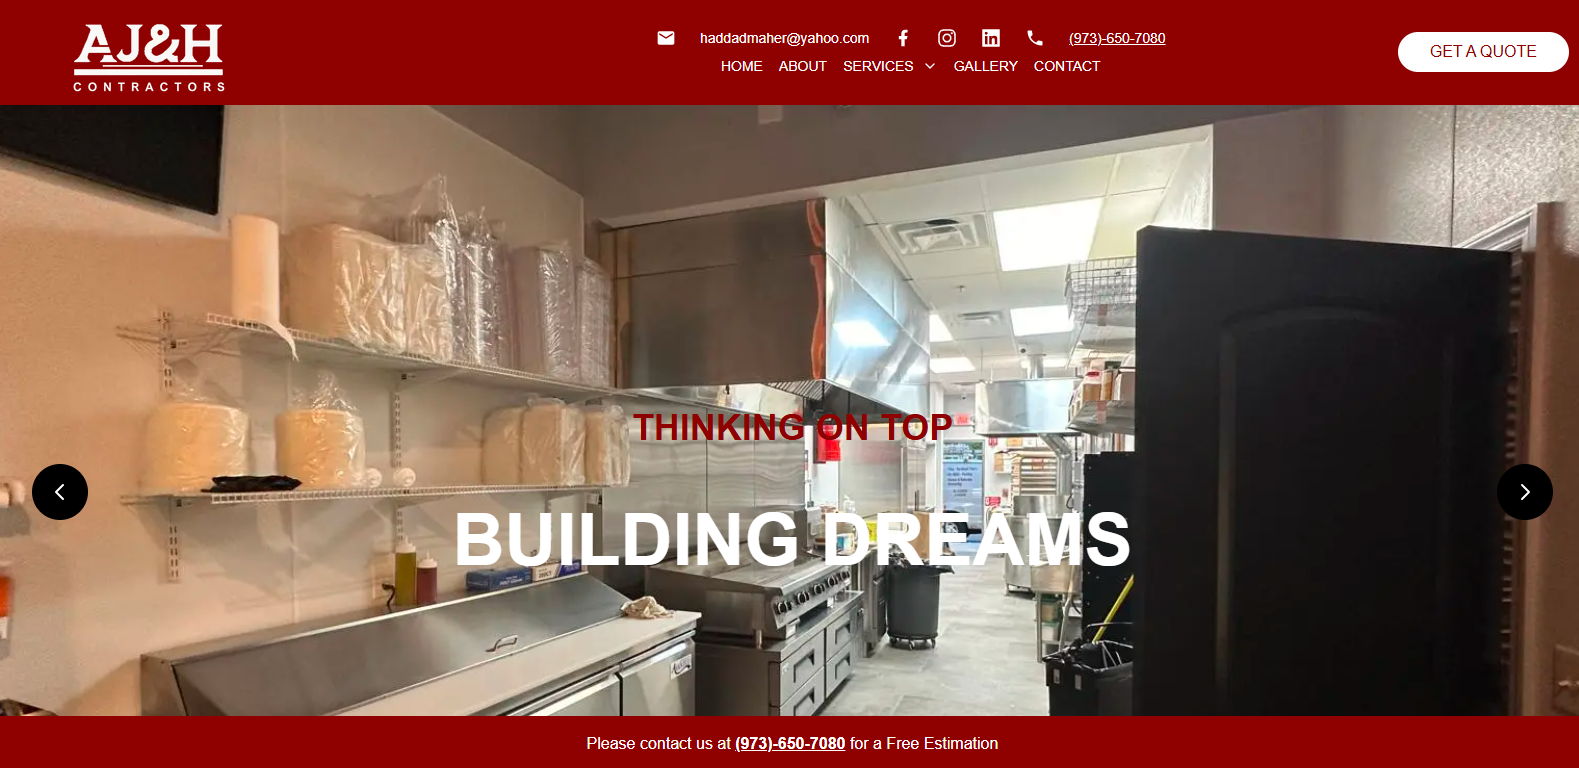 AJ&H
CONTRACTORS
haddadmaher@yahoo.com
(973)-650-7080
HOME ABOUT SERVICES GALLERY CONTACT
GET A QUOTE
THINKING ON TOP
BUILDING DREAMS
Please contact us at (973)-650-7080 for a Free Estimation